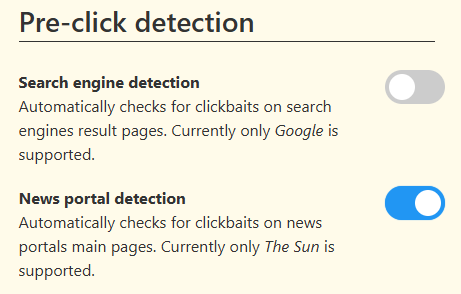 Pre-click detection
Search engine detection
Automatically checks for clickbaits on search
engines result pages. Currently only Google is
supported.
News portal detection
Automatically checks for clickbaits on news
portals main pages. Currently only The Sun is
supported.